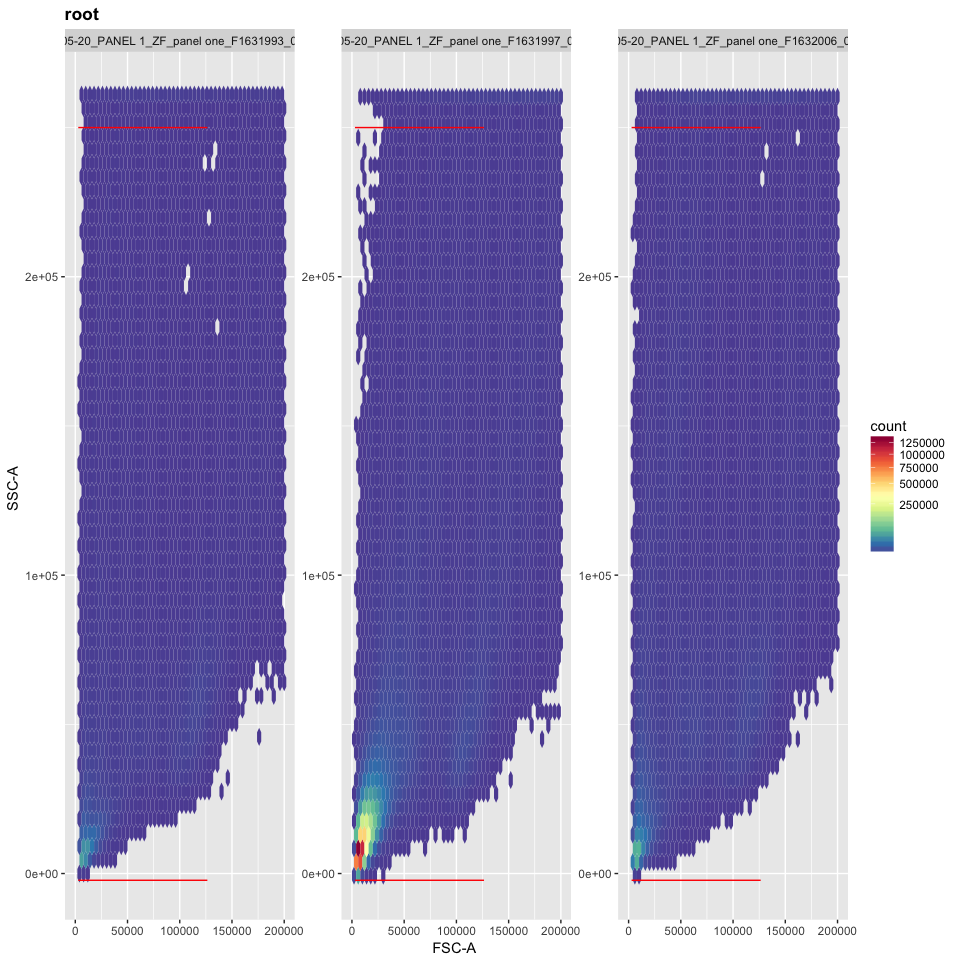 root
05-20_PANEL 1_ZF_panel one_F1631993_0
05-20_PANEL 1_ZF_panel one_F1631997_0
05-20_PANEL 1_ZF_panel one_F1632006_0
SSC-A
2e+05
1e+05
0e+00
2e+05
1e+05
0e+00
2e+05
1e+05
0e+00
0 50000 100000 150000 200000
0 50000 100000 150000 200000
0 50000 100000 150000 200000
FSC-A
count
1250000
1000000
750000
500000
250000